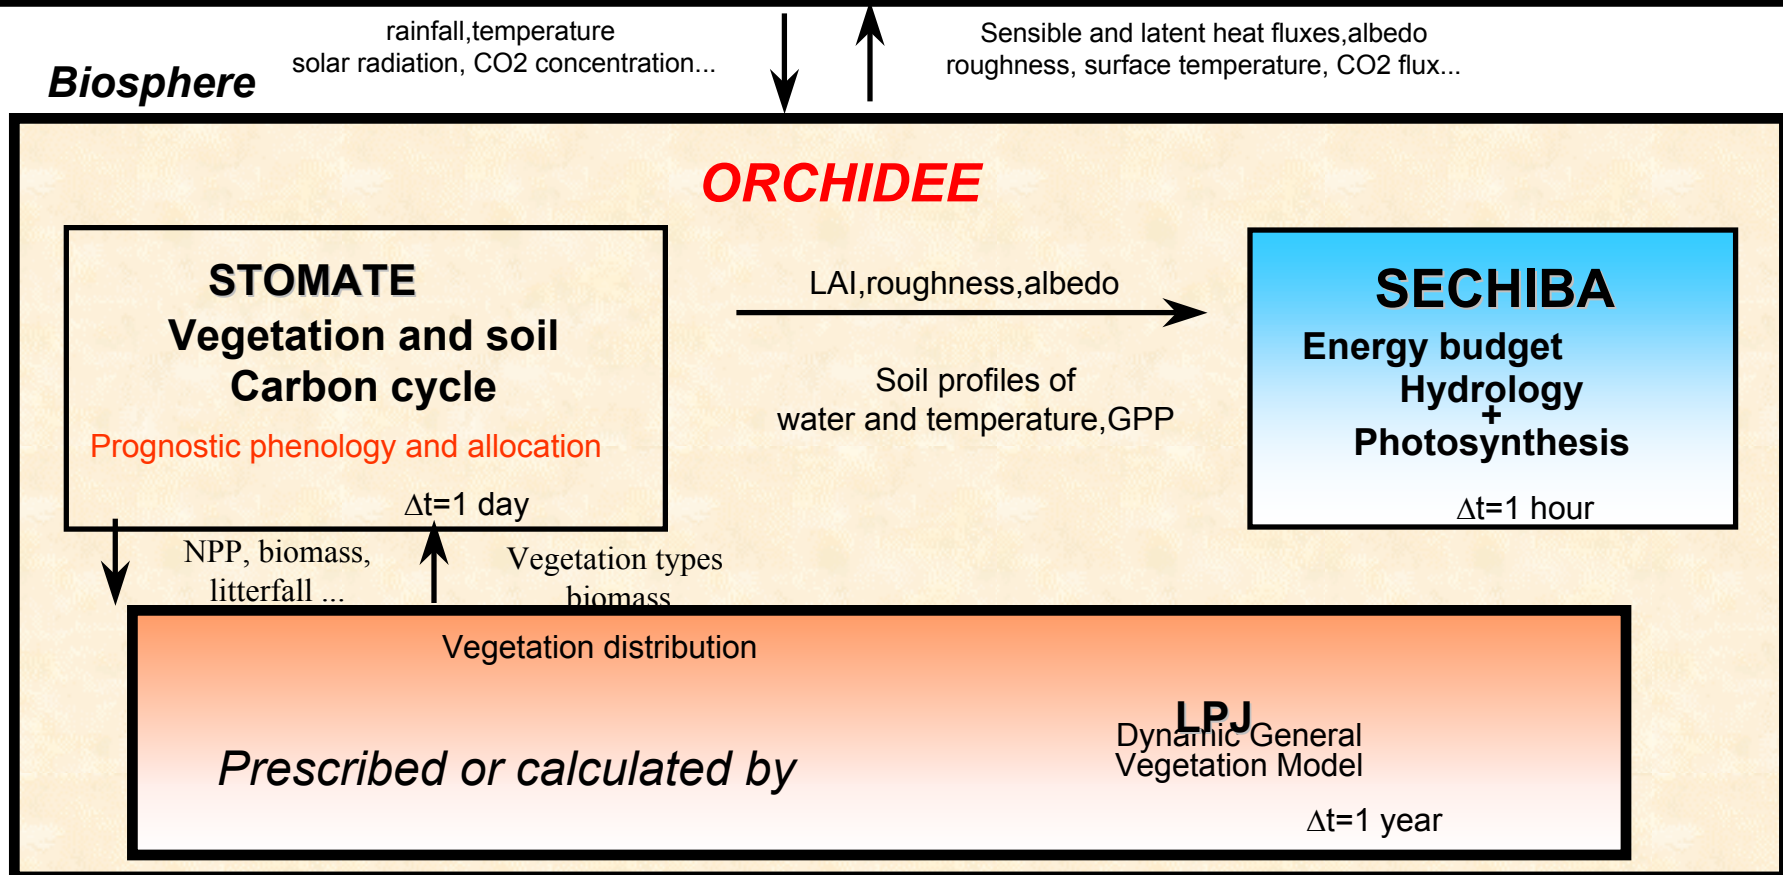 rainfall,temperature
solar radiation, CO2 concentration...
Sensible and latent heat fluxes,albedo
roughness, surface temperature, CO2 flux...
Biosphere
ORCHIDEE
STOMATE
Vegetation and soil
Carbon cycle
Prognostic phenology and allocation
Δt=1 day
LAI,roughness,albedo
Soil profiles of
water and temperature,GPP
SECHIBA
Energy budget
Hydrology
+
Photosynthesis
Δt=1 hour
NPP, biomass,
litterfall ...
Vegetation types
biomass
Vegetation distribution
Prescribed or calculated by
LPJ
Dynamic General
Vegetation Model
Δt=1 year